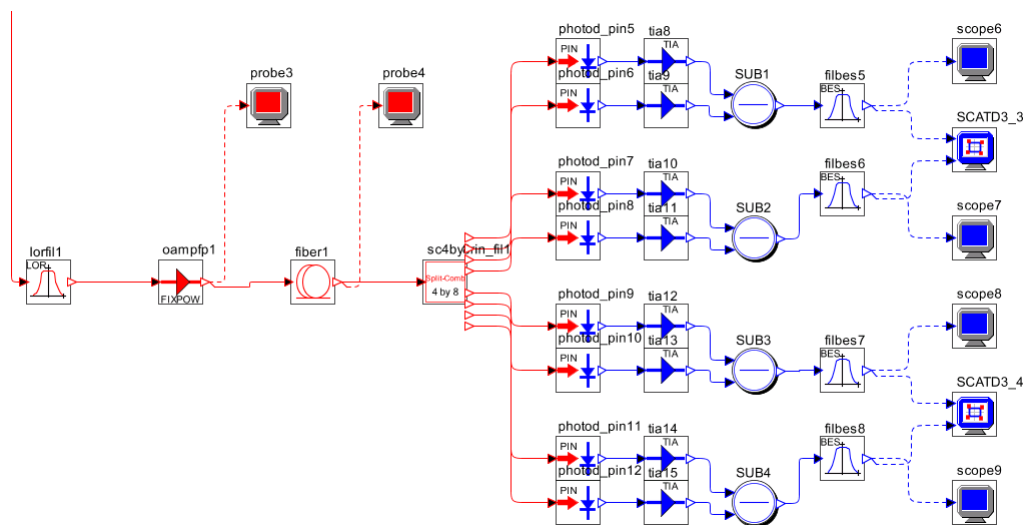 photod_pin5
tia8
scope6
PIN
TIA
probe3
probe4
photod_pin6
tia9
SUB1
filbes5
PIN
TIA
BES
SCATD3_3
photod_pin7
tia10
filbes6
PIN
TIA
BES
photod_pin8
tia11
SUB2
scope7
PIN
TIA
lorfil1
oampfp1
fiber1
LOR
FIXPOW
Split-Comb
4 by 8
photod_pin9
tia12
scope8
PIN
TIA
photod_pin10
tia13
SUB3
filbes7
PIN
TIA
BES
SCATD3_4
photod_pin11
tia14
filbes8
PIN
TIA
BES
photod_pin12
tia15
SUB4
scope9
PIN
TIA